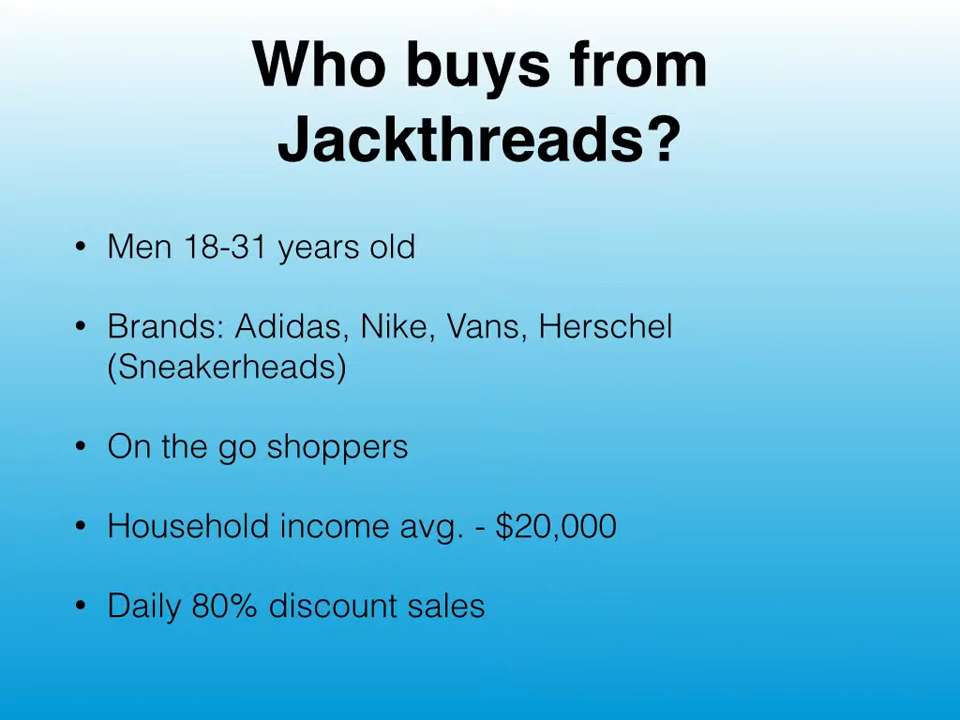 Who buys from
Jackthreads?
• Men 18-31 years old
• Brands: Adidas, Nike, Vans, Herschel
(Sneakerheads)
• On the go shoppers
• Household income avg. - $20,000
• Daily 80% discount sales